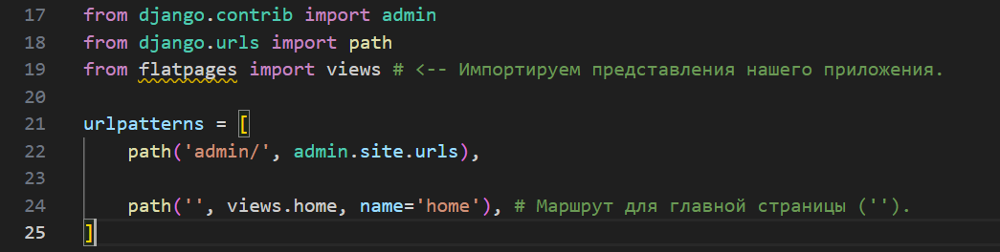 17 from django.contrib import admin
18 from django.urls import path
19 from flatpages import views # <-- Импортируем представления нашего приложения.
20
21 urlpatterns = [
22     path('admin/', admin.site.urls),
23
24     path('', views.home, name='home'), # Маршрут для главной страницы ('').
25 ]